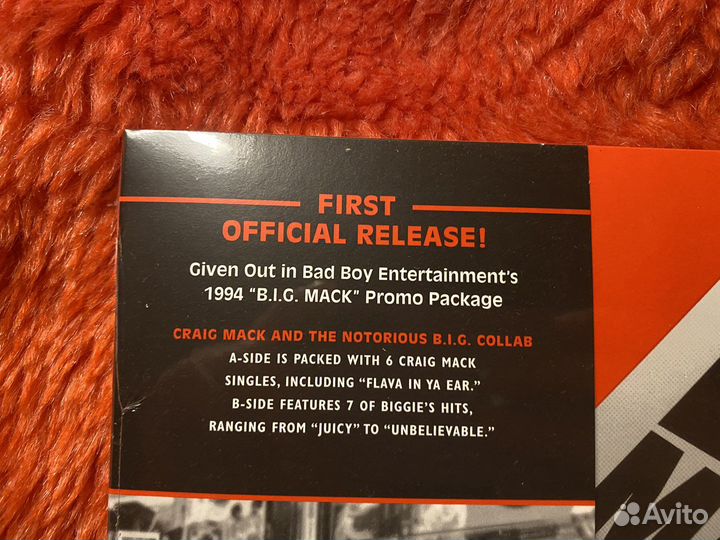 FIRST
OFFICIAL RELEASE!
Given Out in Bad Boy Entertainment's
1994 "B.I.G. MACK" Promo Package
CRAIG MACK AND THE NOTORIOUS B.I.G. COLLAB
A-SIDE IS PACKED WITH 6 CRAIG MACK
SINGLES, INCLUDING "FLAVA IN YA EAR."
B-SIDE FEATURES 7 OF BIGGIE'S HITS,
RANGING FROM "JUICY" TO "UNBELIEVABLE."
Avito